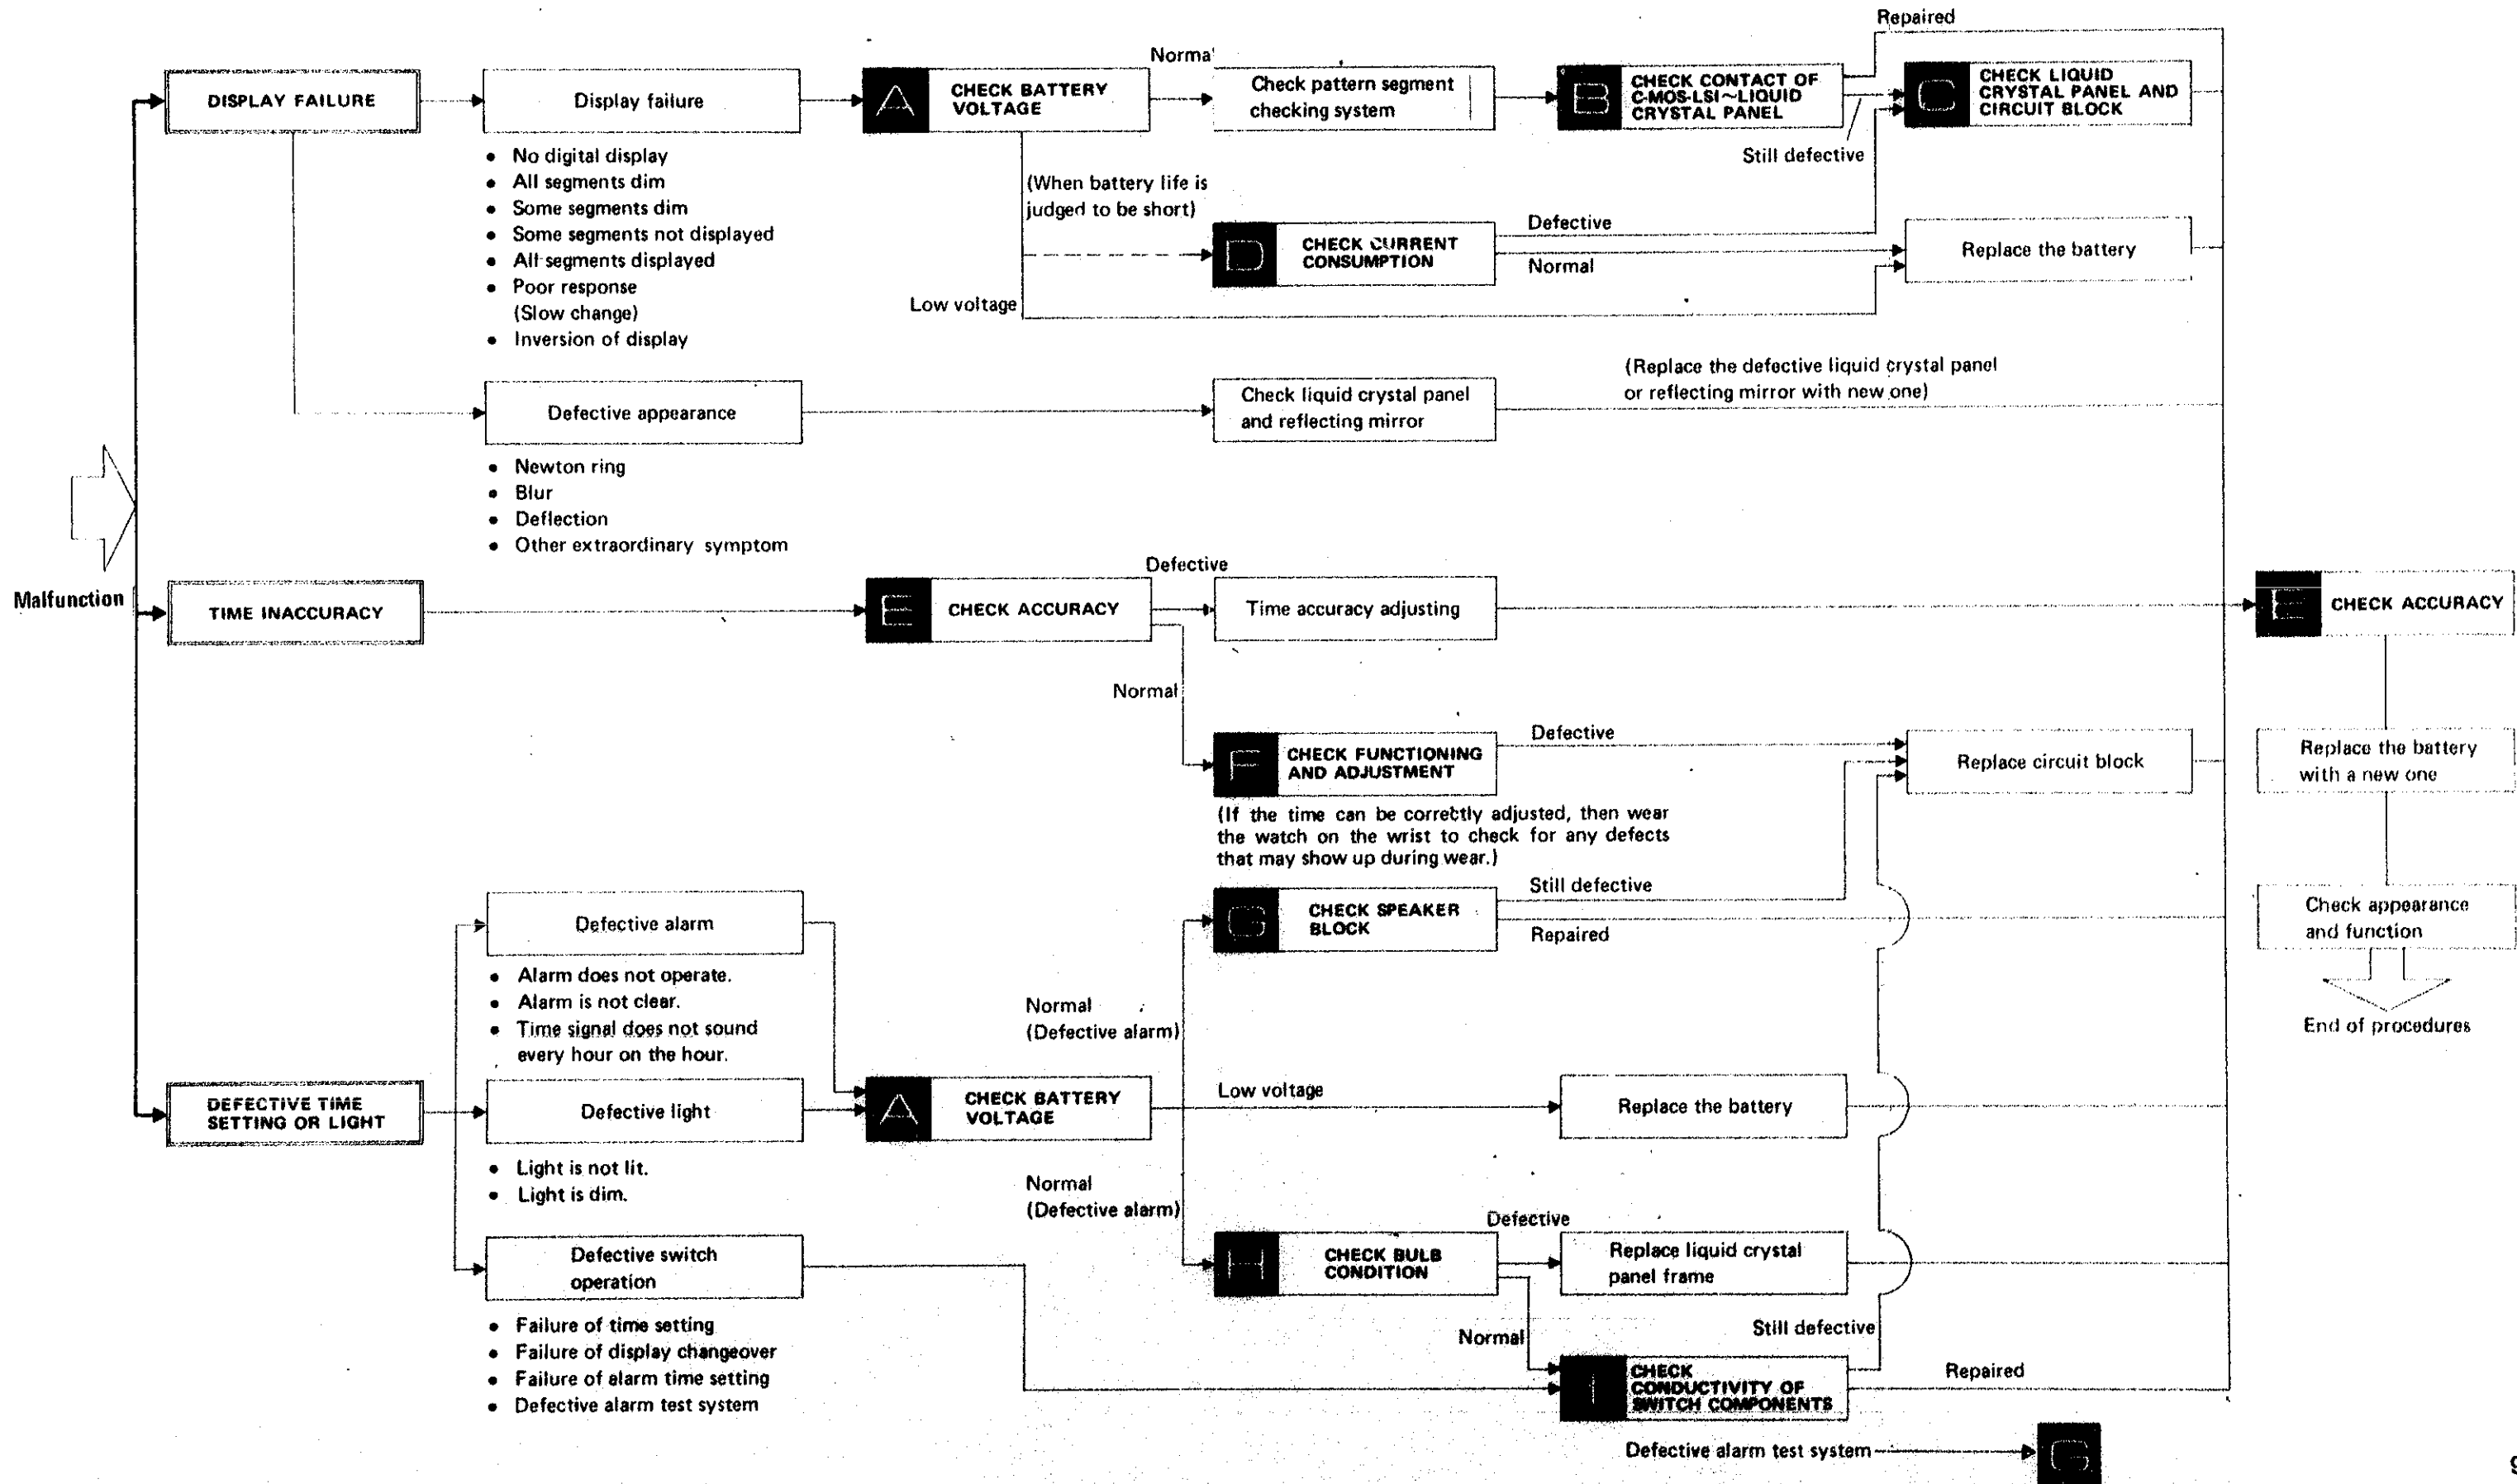 Repaired
Norma
DISPLAY FAILURE
Display failure
A
CHECK BATTERY
VOLTAGE
Check pattern segment
checking system
B
CHECK CONTACT OF
C-MOS-LSI~LIQUID
CRYSTAL PANEL
C
CHECK LIQUID
CRYSTAL PANEL AND
CIRCUIT BLOCK
Still defective
• No digital display
• All segments dim
• Some segments dim
• Some segments not displayed
• All segments displayed
• Poor response
(Slow change)
• Inversion of display
(When battery life is
judged to be short)
D
CHECK CURRENT
CONSUMPTION
Defective
Normal
Replace the battery
Low voltage
Defective appearance
Check liquid crystal panel
and reflecting mirror
(Replace the defective liquid crystal panel
or reflecting mirror with new one)
• Newton ring
• Blur
• Deflection
• Other extraordinary symptom
Malfunction
TIME INACCURACY
E
CHECK ACCURACY
Defective
Time accuracy adjusting
E
CHECK ACCURACY
Normal
F
CHECK FUNCTIONING
AND ADJUSTMENT
Defective
Replace circuit block
Replace the battery
with a new one
(If the time can be correctly adjusted, then wear
the watch on the wrist to check for any defects
that may show up during wear.)
Defective alarm
G
CHECK SPEAKER
BLOCK
Still defective
Repaired
Check appearance
and function
End of procedures
• Alarm does not operate.
• Alarm is not clear.
• Time signal does not sound
every hour on the hour.
Normal
(Defective alarm)
DEFECTIVE TIME
SETTING OR LIGHT
Defective light
A
CHECK BATTERY
VOLTAGE
Low voltage
Replace the battery
• Light is not lit.
• Light is dim.
Normal
(Defective alarm)
Defective switch
operation
H
CHECK BULB
CONDITION
Defective
Replace liquid crystal
panel frame
Normal
Still defective
• Failure of time setting
• Failure of display changeover
• Failure of alarm time setting
• Defective alarm test system
I
CHECK
CONDUCTIVITY OF
SWITCH COMPONENTS
Repaired
Defective alarm test system
G